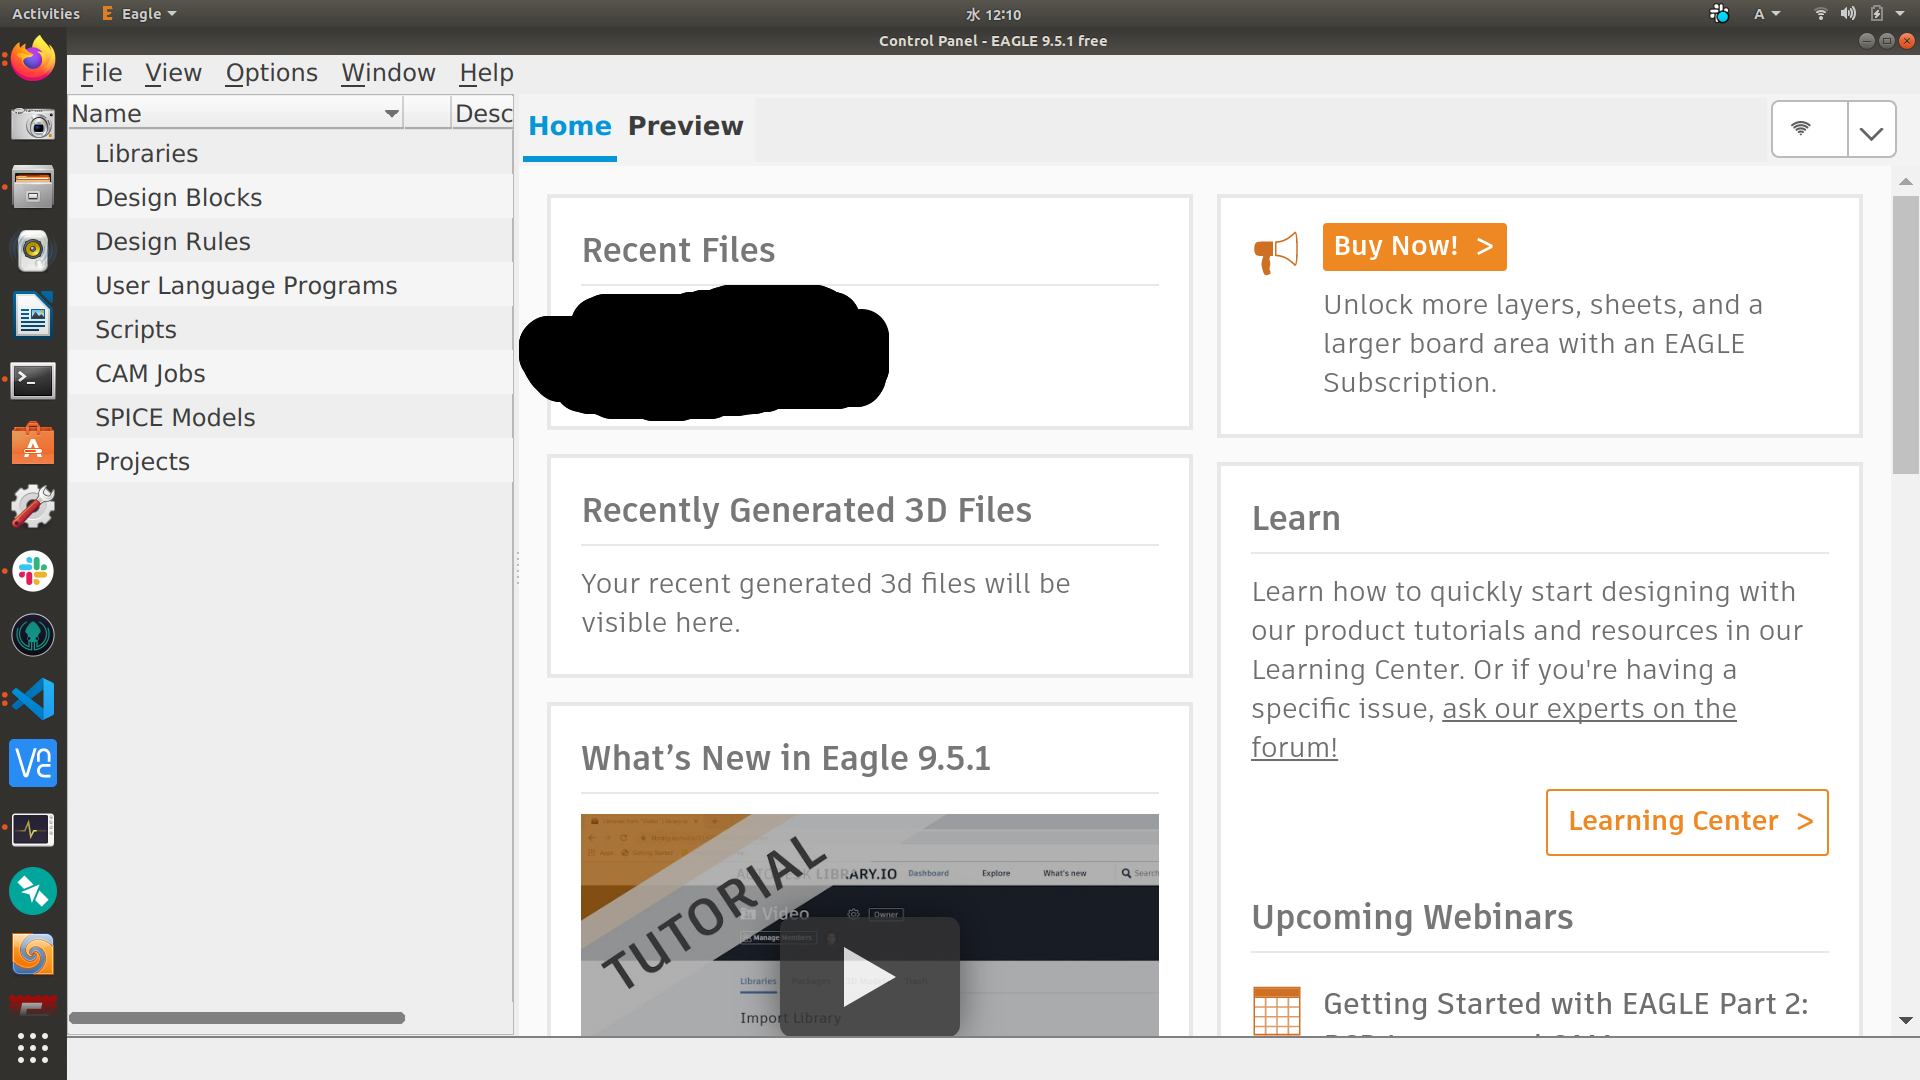 Activities
Eagle
水 12:10
A
Control Panel - EAGLE 9.5.1 free
File View Options Window Help
Name
Desc
Libraries
Design Blocks
Design Rules
User Language Programs
Scripts
CAM Jobs
SPICE Models
Projects
Home Preview
Recent Files
Recently Generated 3D Files
Your recent generated 3d files will be
visible here.
What's New in Eagle 9.5.1
TUTORIAL
LIBRARY.IO
Dashboard
Explore
What's new
Search
Video
Owner
Manage Members
Libraries
Import Library
Buy Now! >
Unlock more layers, sheets, and a
larger board area with an EAGLE
Subscription.
Learn
Learn how to quickly start designing with
our product tutorials and resources in our
Learning Center. Or if you're having a
specific issue, ask our experts on the
forum!
Learning Center >
Upcoming Webinars
Getting Started with EAGLE Part 2: